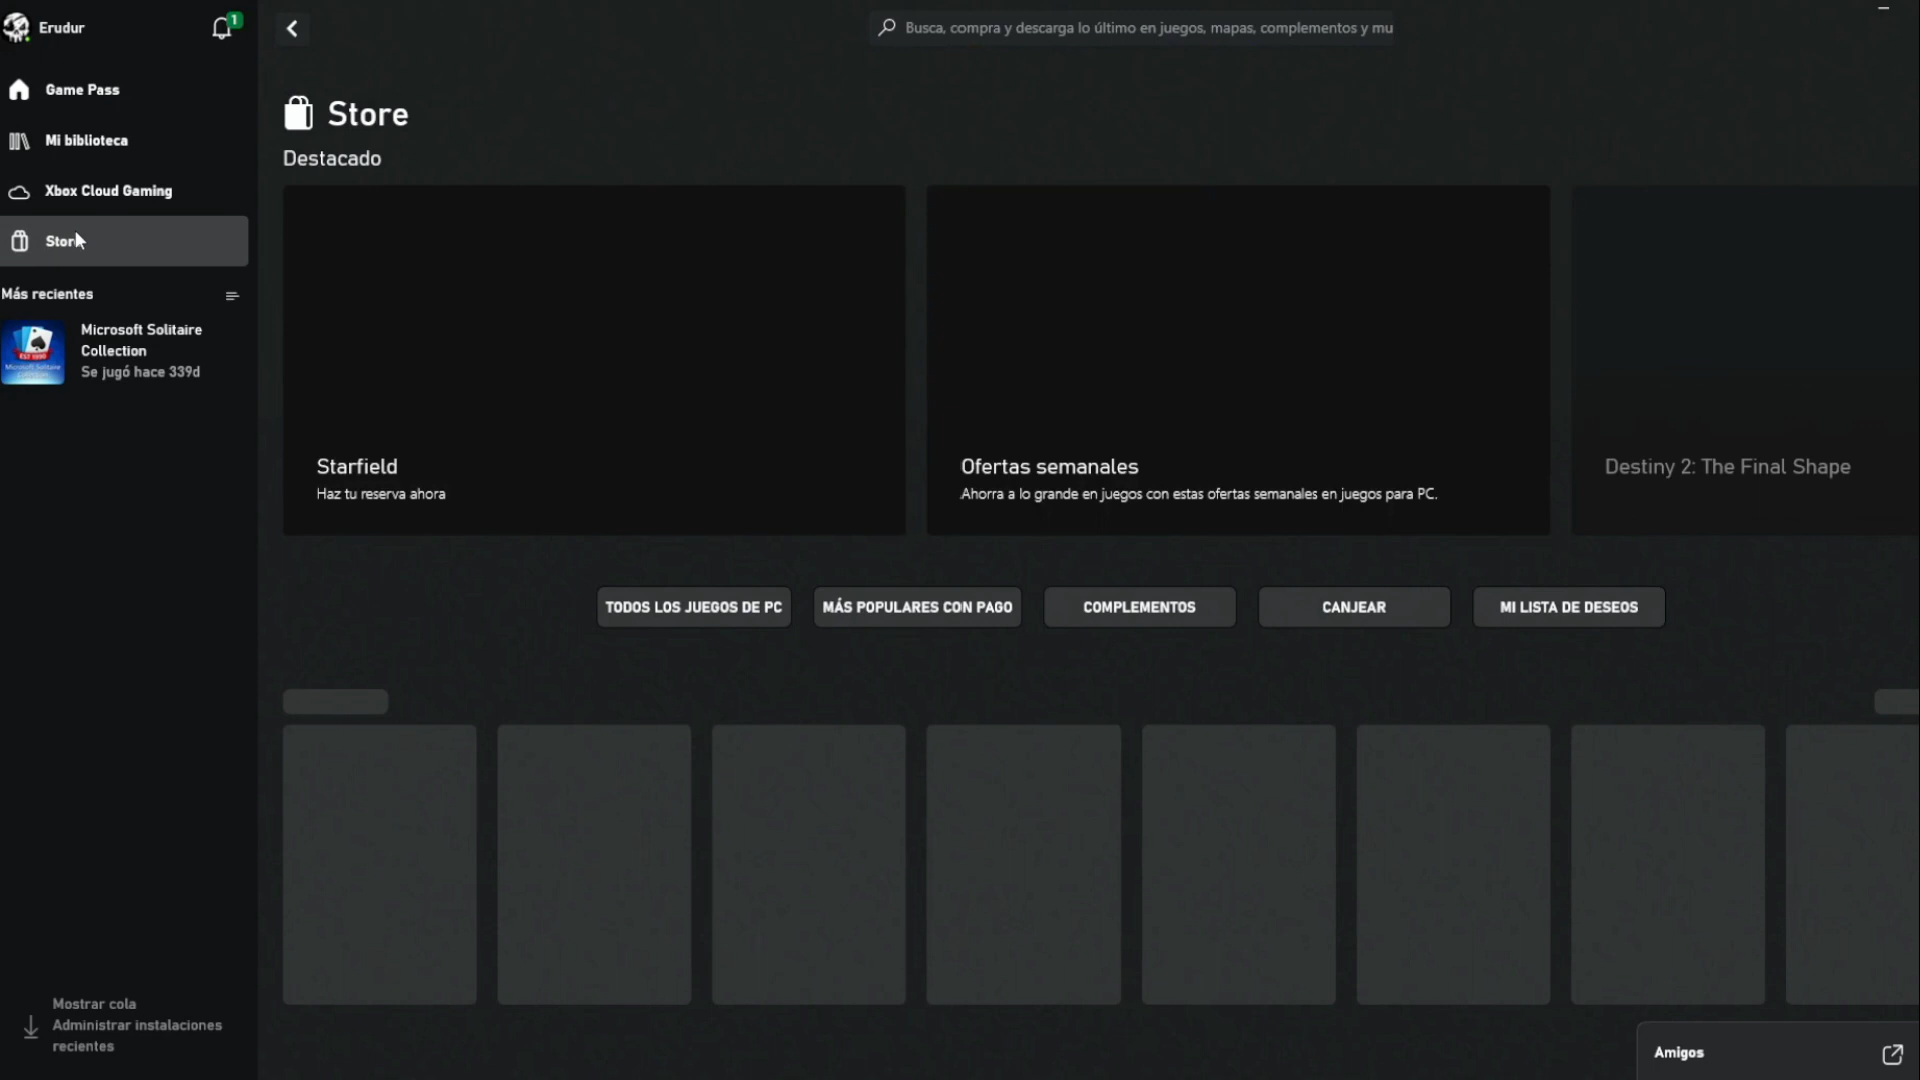 Erudur
1
Busca, compra y descarga lo último en juegos, mapas, complementos y mu
Game Pass
Mi biblioteca
Xbox Cloud Gaming
Store
Más recientes
Microsoft Solitaire
Collection
Se jugó hace 339d
Store
Destacado
Starfield
Haz tu reserva ahora
Ofertas semanales
Ahorra a lo grande en juegos con estas ofertas semanales en juegos para PC.
Destiny 2: The Final Shape
TODOS LOS JUEGOS DE PC
MÁS POPULARES CON PAGO
COMPLEMENTOS
CANJEAR
MI LISTA DE DESEOS
Mostrar cola
Administrar instalaciones
recientes
Amigos